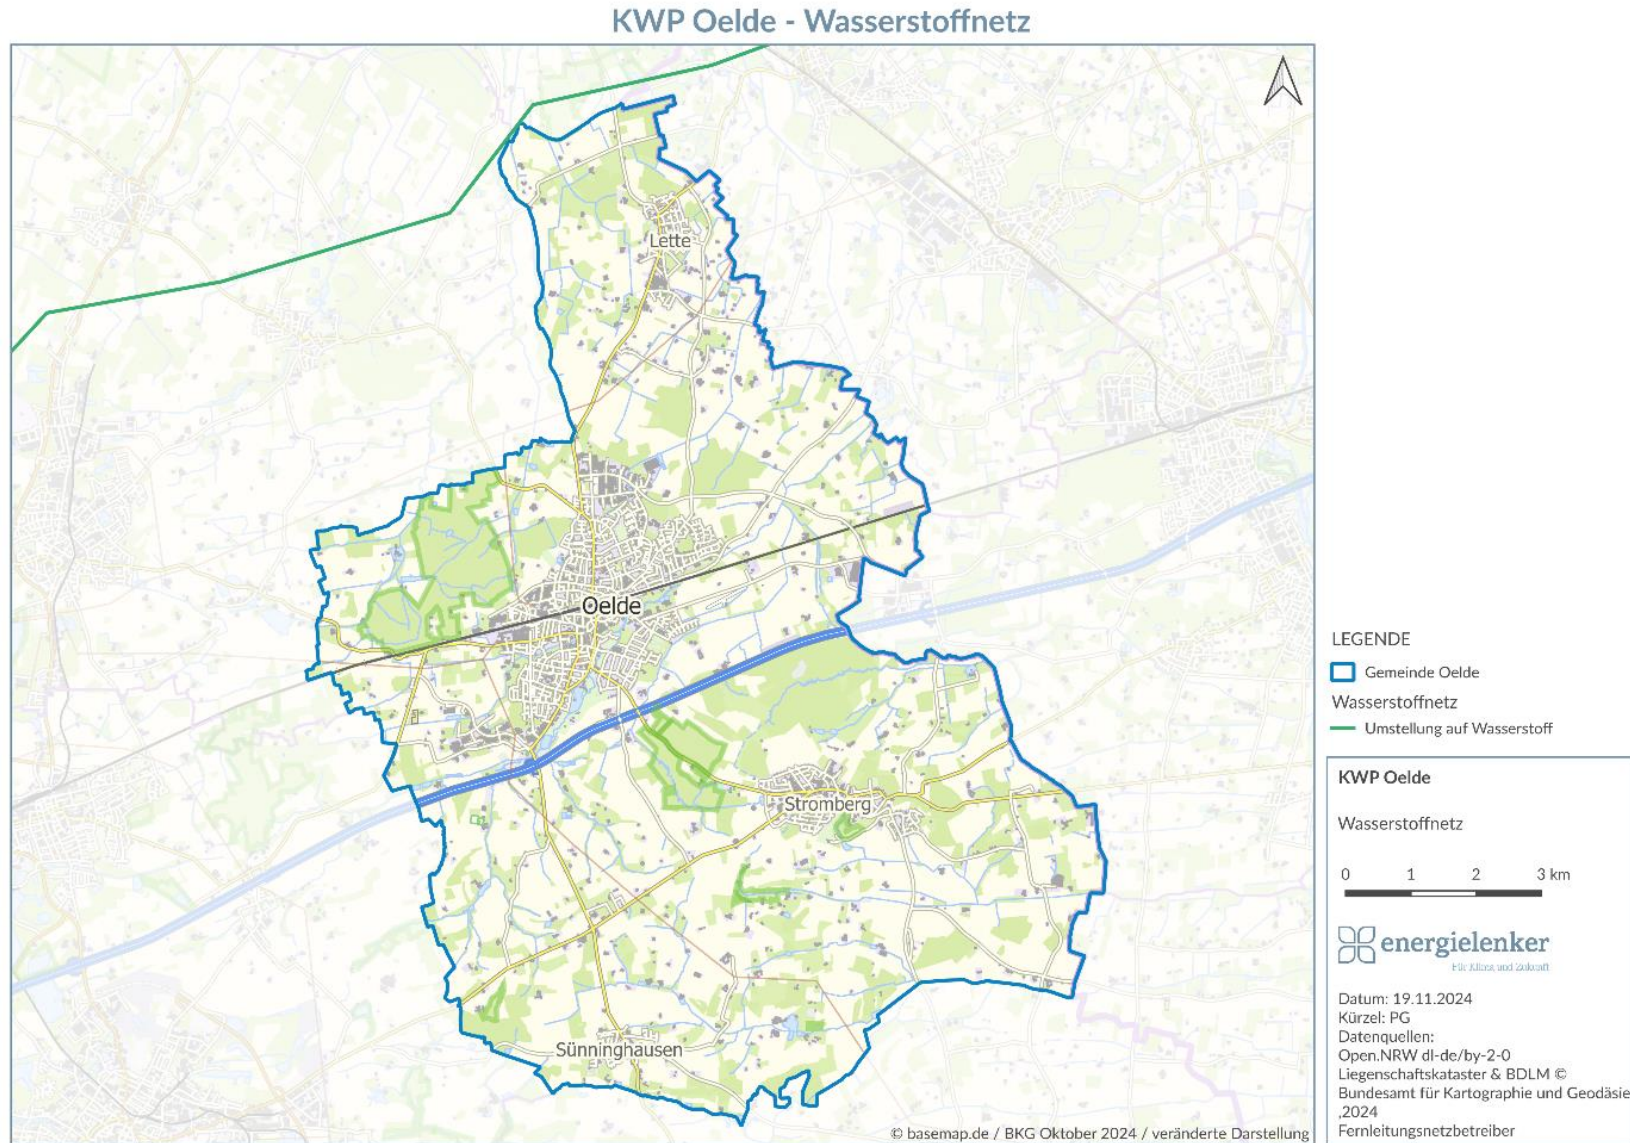 KWP Oelde - Wasserstoffnetz
Lette
Oelde
Stromberg
Sünninghausen
© basemap.de / BKG Oktober 2024 / veränderte Darstellung
LEGENDE
Gemeinde Oelde
Wasserstoffnetz
Umstellung auf Wasserstoff
KWP Oelde
Wasserstoffnetz
0 1 2 3 km
energielenker
Für Klima und Zukunft
Datum: 19.11.2024
Kürzel: PG
Datenquellen:
Open.NRW dl-de/by-2-0
Liegenschaftskataster & BDLM ©
Bundesamt für Kartographie und Geodäsie
,2024
Fernleitungsnetzbetreiber